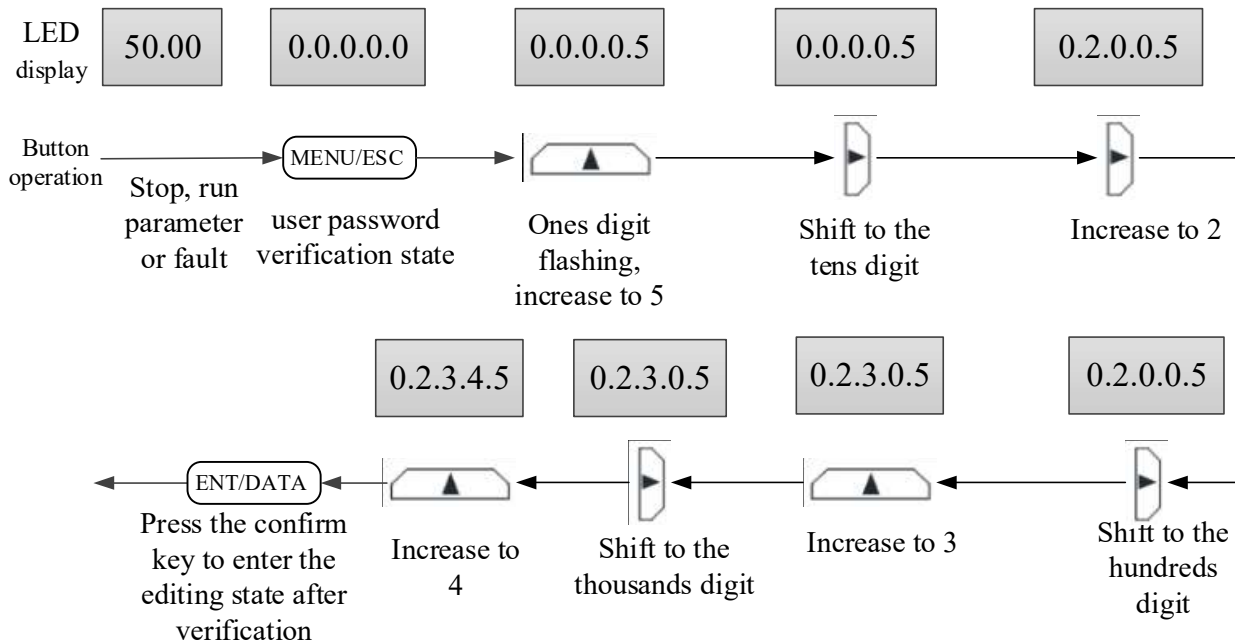 LED
display
50.00
0.0.0.0.0
0.0.0.0.5
0.0.0.0.5
0.2.0.0.5
Button
operation
MENU/ESC
Stop, run
parameter
or fault
user password
verification state
Ones digit
flashing,
increase to 5
Shift to the
tens digit
Increase to 2
0.2.3.4.5
0.2.3.0.5
0.2.3.0.5
0.2.0.0.5
ENT/DATA
Press the confirm
key to enter the
editing state after
verification
Increase to
4
Shift to the
thousands digit
Increase to 3
Shift to the
hundreds
digit